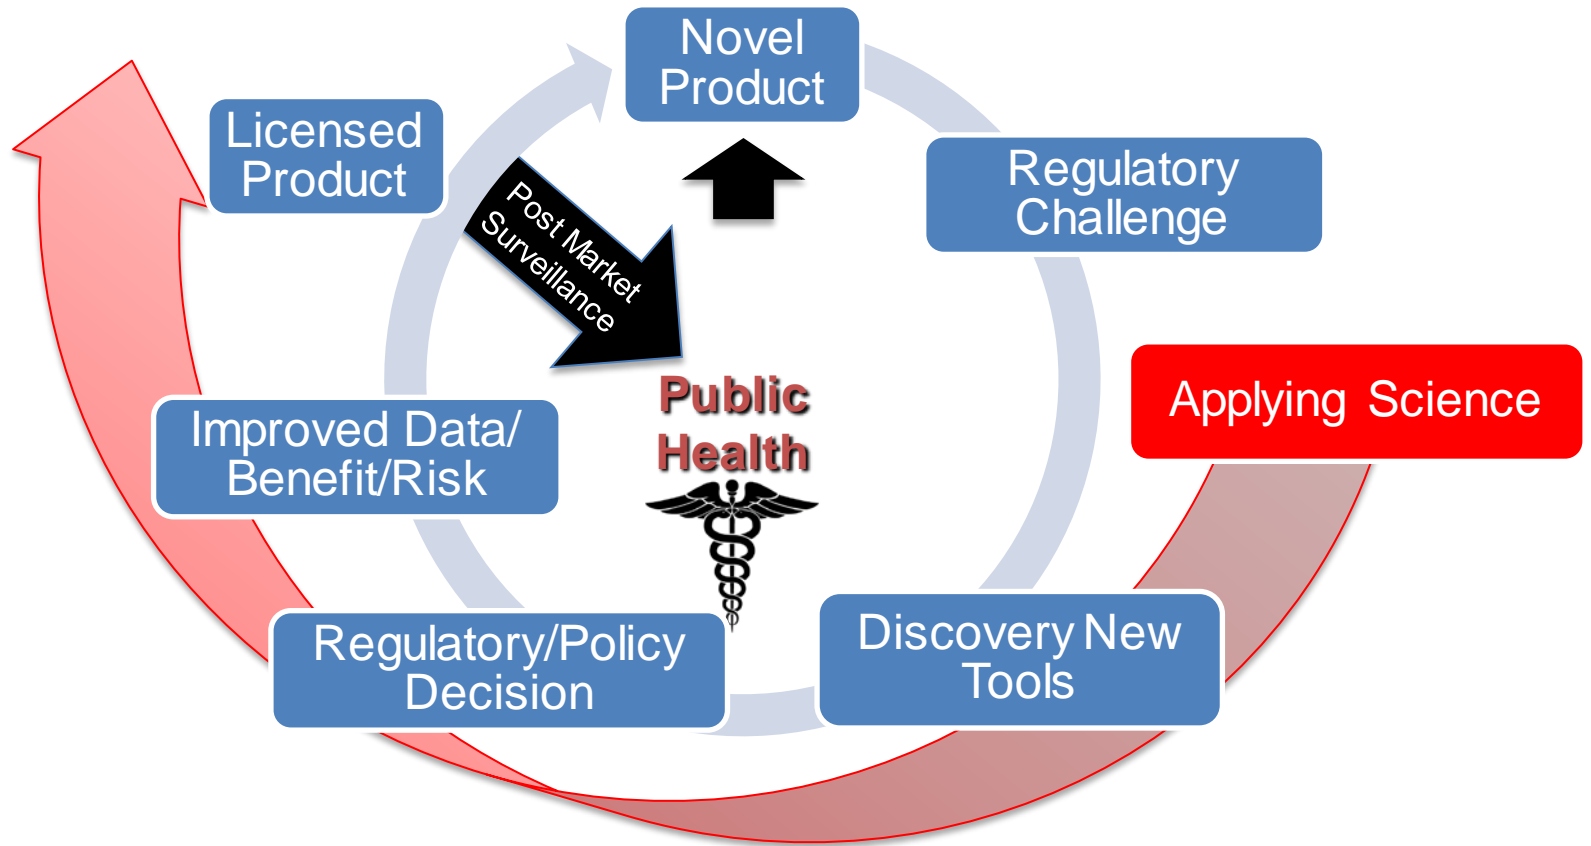 Novel
Product
Licensed
Product
Regulatory
Challenge
Post Market
Surveillance
Applying Science
Public
Health
Improved Data/
Benefit/Risk
Regulatory/Policy
Decision
Discovery New
Tools